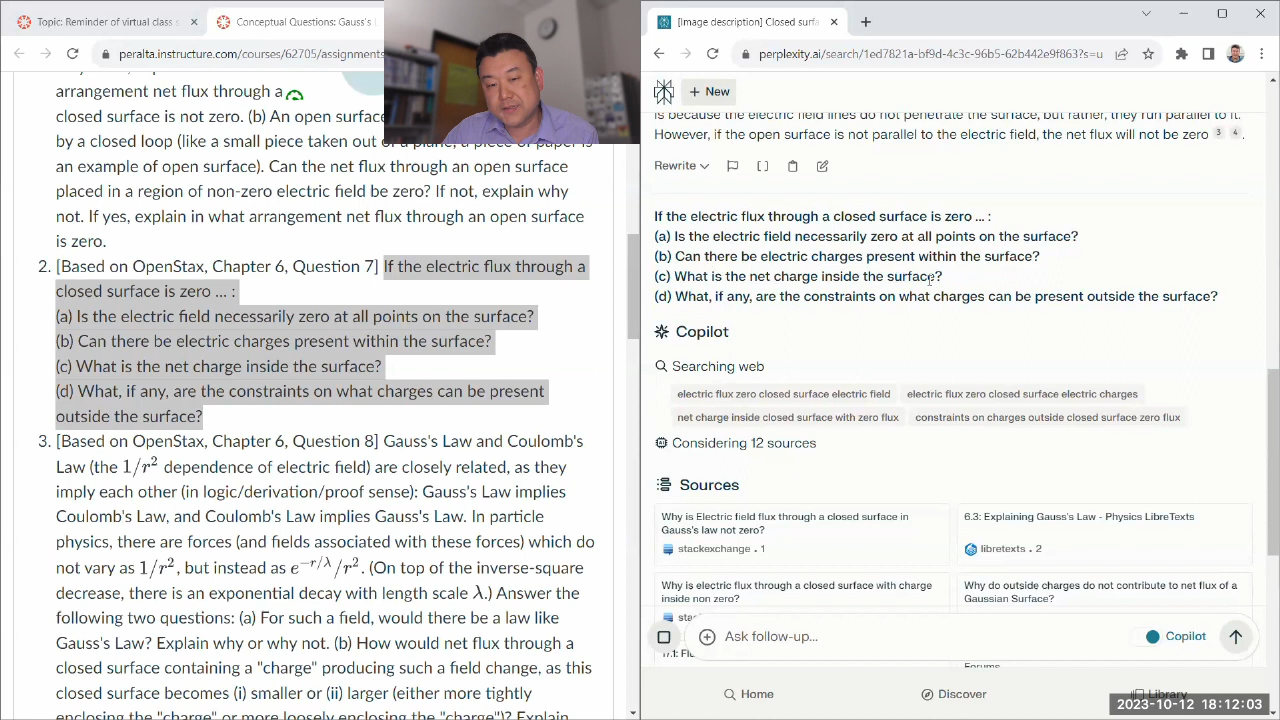 Topic: Reminder of virtual class s
Conceptual Questions: Gauss's L
peralta.instructure.com/courses/62705/assignments
arrangement net flux through a
closed surface is not zero. (b) An open surface
by a closed loop (like a small piece taken out
an example of open surface). Can the net flux through an open surface
placed in a region of non-zero electric field be zero? If not, explain why
not. If yes, explain in what arrangement net flux through an open surface
is zero.
2. [Based on OpenStax, Chapter 6, Question 7] If the electric flux through a
closed surface is zero ... :
(a) Is the electric field necessarily zero at all points on the surface?
(b) Can there be electric charges present within the surface?
(c) What is the net charge inside the surface?
(d) What, if any, are the constraints on what charges can be present
outside the surface?
3. [Based on OpenStax, Chapter 6, Question 8] Gauss's Law and Coulomb's
Law (the 1/r² dependence of electric field) are closely related, as they
imply each other (in logic/derivation/proof sense): Gauss's Law implies
Coulomb's Law, and Coulomb's Law implies Gauss's Law. In particle
physics, there are forces (and fields associated with these forces) which do
not vary as 1/r², but instead as e^{-r/λ}/r². (On top of the inverse-square
decrease, there is an exponential decay with length scale λ.) Answer the
following two questions: (a) For such a field, would there be a law like
Gauss's Law? Explain why or why not. (b) How would net flux through a
closed surface containing a "charge" producing such a field change, as this
closed surface becomes (i) smaller or (ii) larger (either more tightly
enclosing the "charge" or more loosely enclosing the "charge")? Explain
[Image description] Closed surfa
perplexity.ai/search/1ed7821a-bf9d-4c3c-96b5-62b442e9f863?s=u
New
is because the electric field lines do not penetrate the surface, but rather, they run parallel to it.
However, if the open surface is not parallel to the electric field, the net flux will not be zero 3 4 .
Rewrite
If the electric flux through a closed surface is zero ... :
(a) Is the electric field necessarily zero at all points on the surface?
(b) Can there be electric charges present within the surface?
(c) What is the net charge inside the surface?
(d) What, if any, are the constraints on what charges can be present outside the surface?
Copilot
Searching web
electric flux zero closed surface electric field
electric flux zero closed surface electric charges
net charge inside closed surface with zero flux
constraints on charges outside closed surface zero flux
Considering 12 sources
Sources
Why is Electric field flux through a closed surface in
Gauss's law not zero?
stackexchange . 1
6.3: Explaining Gauss's Law - Physics LibreTexts
libretexts . 2
Why is electric flux through a closed surface with charge
inside non zero?
Why do outside charges do not contribute to net flux of a
Gaussian Surface?
Ask follow-up...
Copilot
Home
Discover
Library
2023-10-12 18:12:03